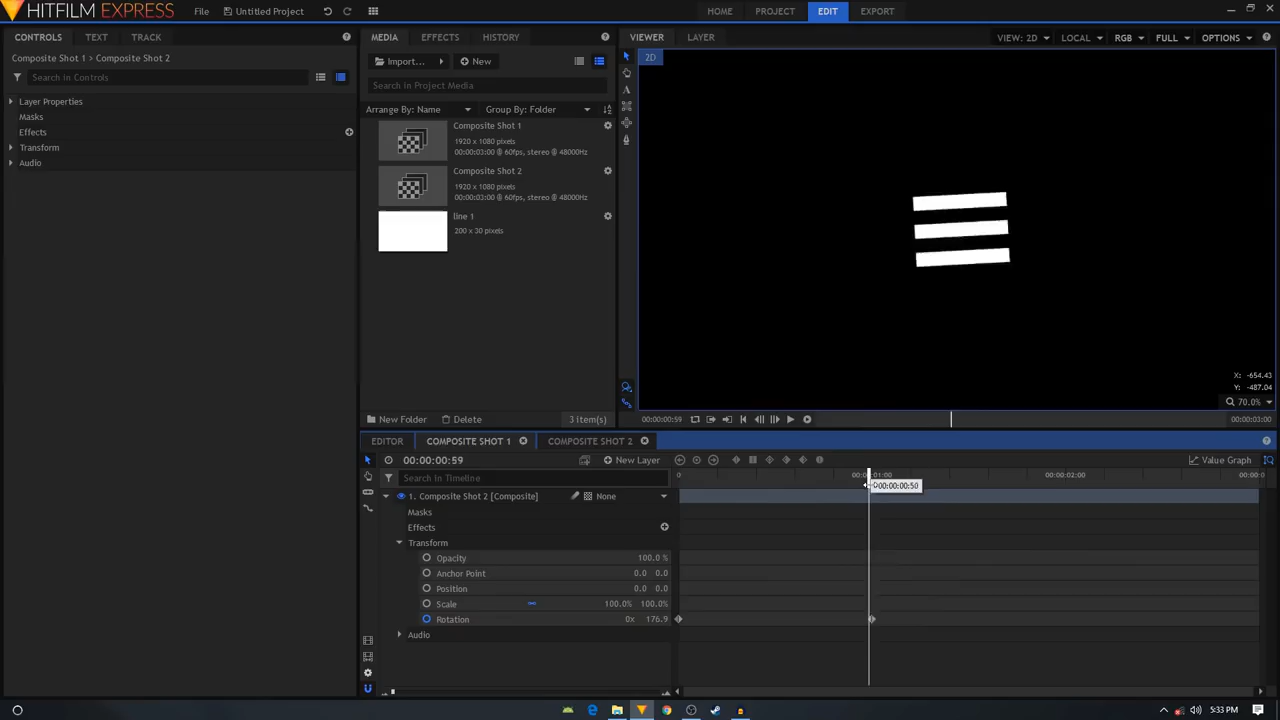 HITFILM EXPRESS File Untitled Project HOME PROJECT EDIT EXPORT
CONTROLS TEXT TRACK
Composite Shot 1 > Composite Shot 2
Search in Controls
Layer Properties
Masks
Effects
Transform
Audio
MEDIA EFFECTS HISTORY
Import... New
Search in Project Media
Arrange By: Name Group By: Folder
Composite Shot 1
1920 x 1080 pixels
00:00:03:00 @ 60fps, stereo @ 48000Hz
Composite Shot 2
1920 x 1080 pixels
00:00:03:00 @ 60fps, stereo @ 48000Hz
line 1
200 x 30 pixels
New Folder Delete 3 item(s)
VIEWER LAYER VIEW: 2D LOCAL RGB FULL OPTIONS
2D
X: -654.43
Y: -487.04
70.0%
00:00:00:59 00:00:03:00
EDITOR COMPOSITE SHOT 1 COMPOSITE SHOT 2
00:00:00:59 New Layer Value Graph
Search in Timeline 0 00:00:01:00 00:00:02:00 00:00:0
00:00:00:50
1. Composite Shot 2 [Composite] None
Masks
Effects
Transform
Opacity 100.0 %
Anchor Point 0.0 0.0
Position 0.0 0.0
Scale 100.0% 100.0%
Rotation 0x 176.9
Audio
5:33 PM